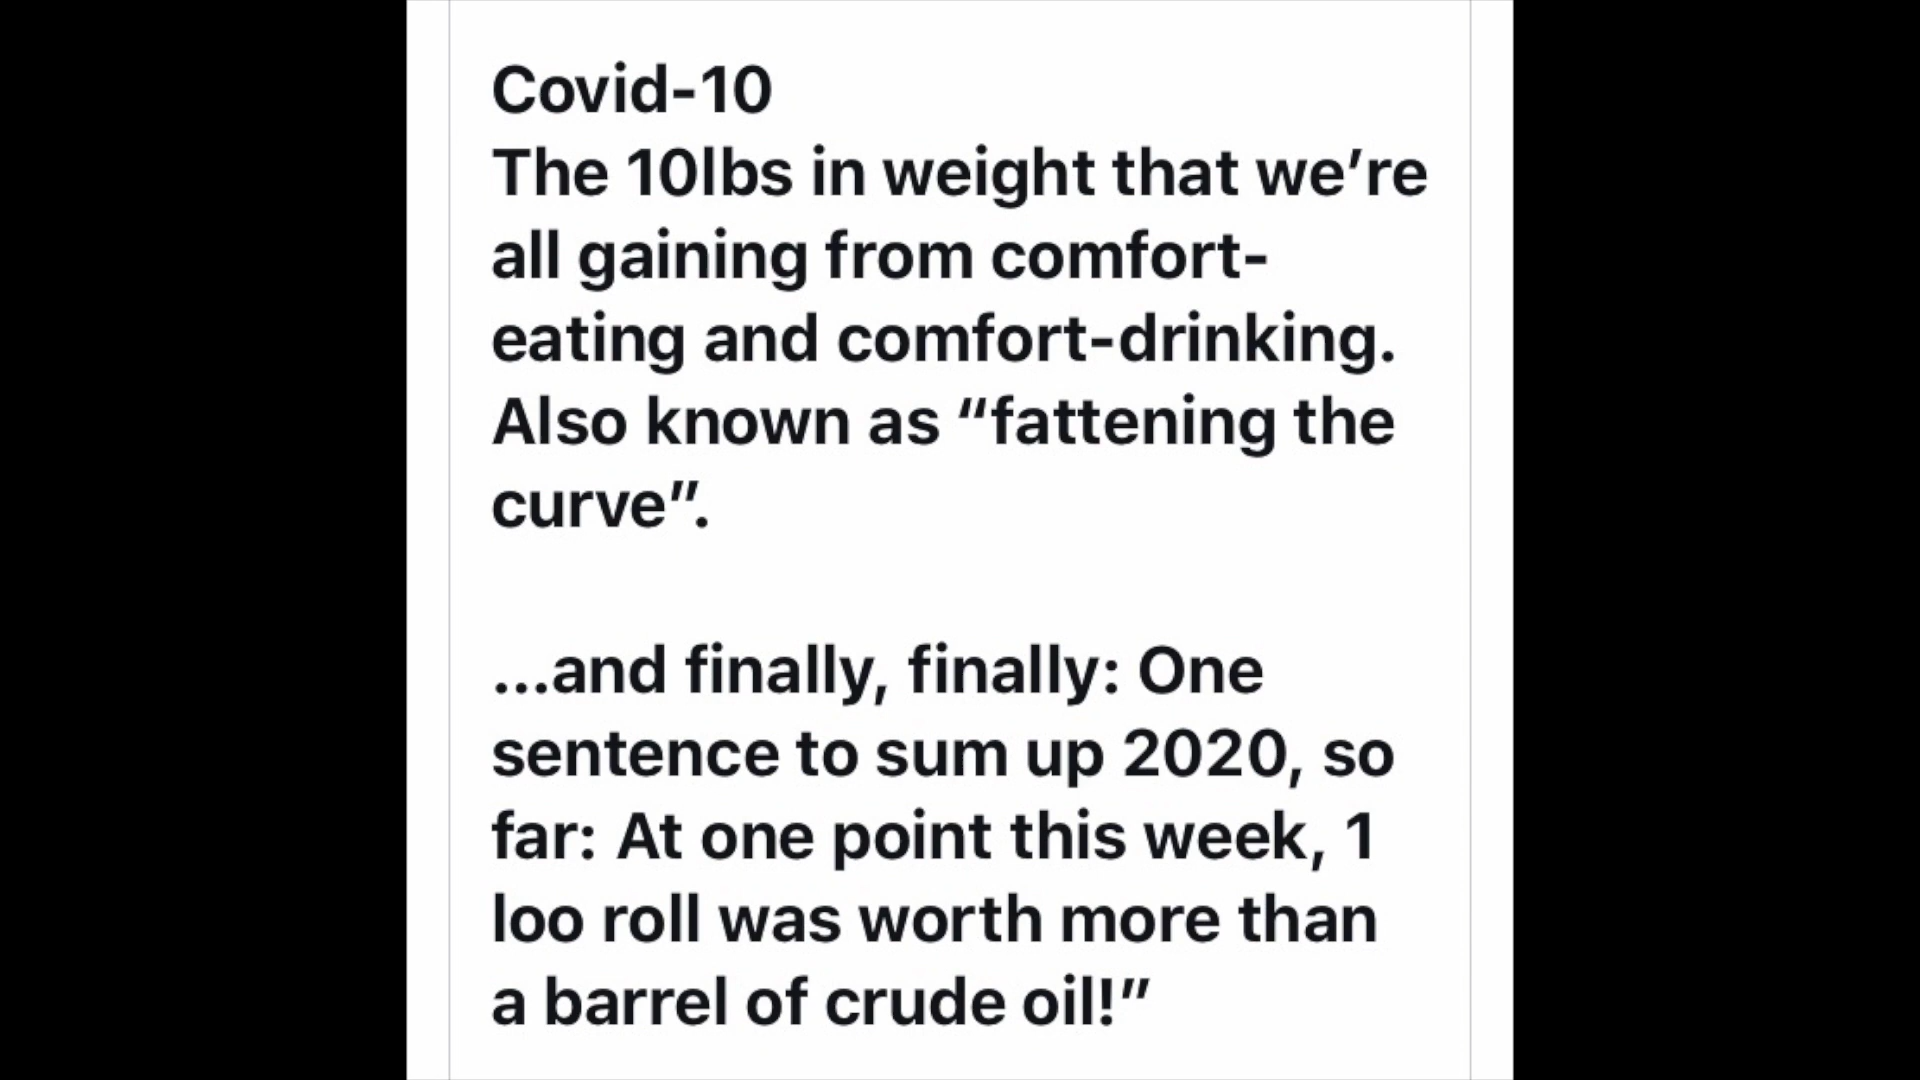 Covid-10
The 10lbs in weight that we’re
all gaining from comfort-
eating and comfort-drinking.
Also known as “fattening the
curve”.
...and finally, finally: One
sentence to sum up 2020, so
far: At one point this week, 1
loo roll was worth more than
a barrel of crude oil!”